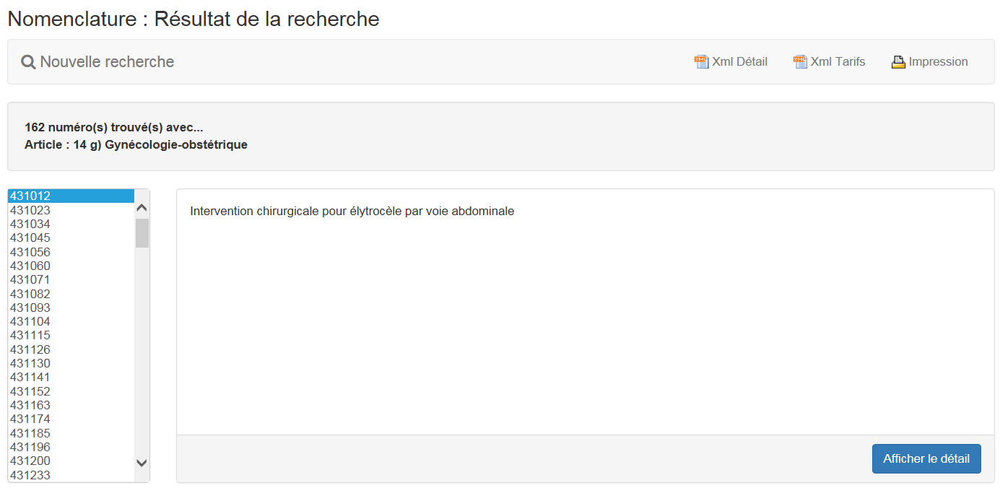 Nomenclature : Résultat de la recherche
Nouvelle recherche
Xml Détail
Xml Tarifs
Impression
162 numéro(s) trouvé(s) avec...
Article : 14 g) Gynécologie-obstétrique
431012
431023
431034
431045
431056
431060
431071
431082
431093
431104
431115
431126
431130
431141
431152
431163
431174
431185
431196
431200
431233
Intervention chirurgicale pour élytrocèle par voie abdominale
Afficher le détail